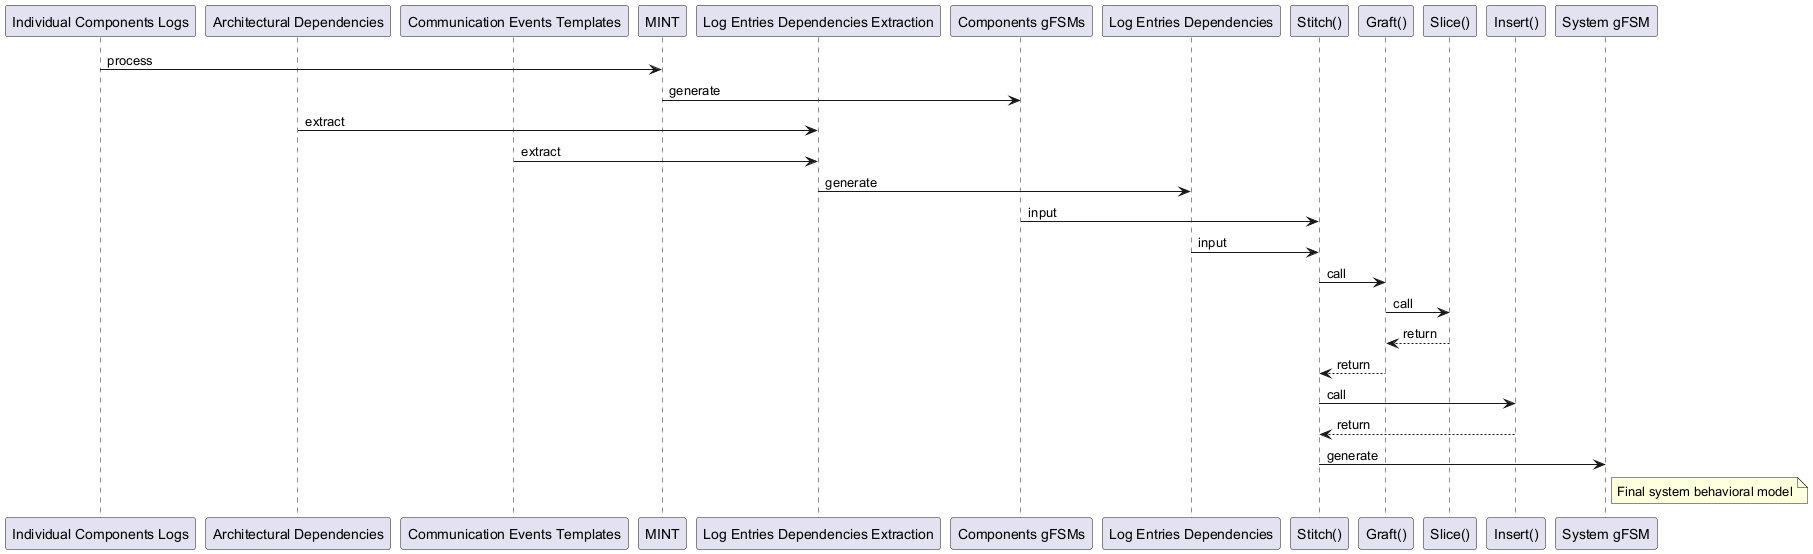 Individual Components Logs
Architectural Dependencies
Communication Events Templates
MINT
Log Entries Dependendes Extraction
Components gFSMs
Log Entries Dependencies
Stitch()
Graft()
Slice()
Insert()
System gFSM
process
generate
extract
extract
generate
input
input
call
call
return
return
call
return
generate
Final system behavioral model
Individual Components Logs
Architectural Dependencies
Communication Events Templates
MINT
Log Entries Dependendes Extraction
Components gFSMs
Log Entries Dependencies
Stitch()
Graft()
Slice()
Insert()
System gFSM